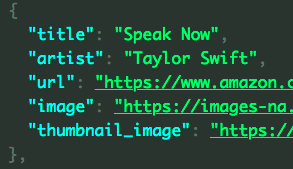 {
"title": "Speak Now",
"artist": "Taylor Swift",
"url": "https://www.amazon.
"image": "https://images-na.
"thumbnail_image": "https://
},